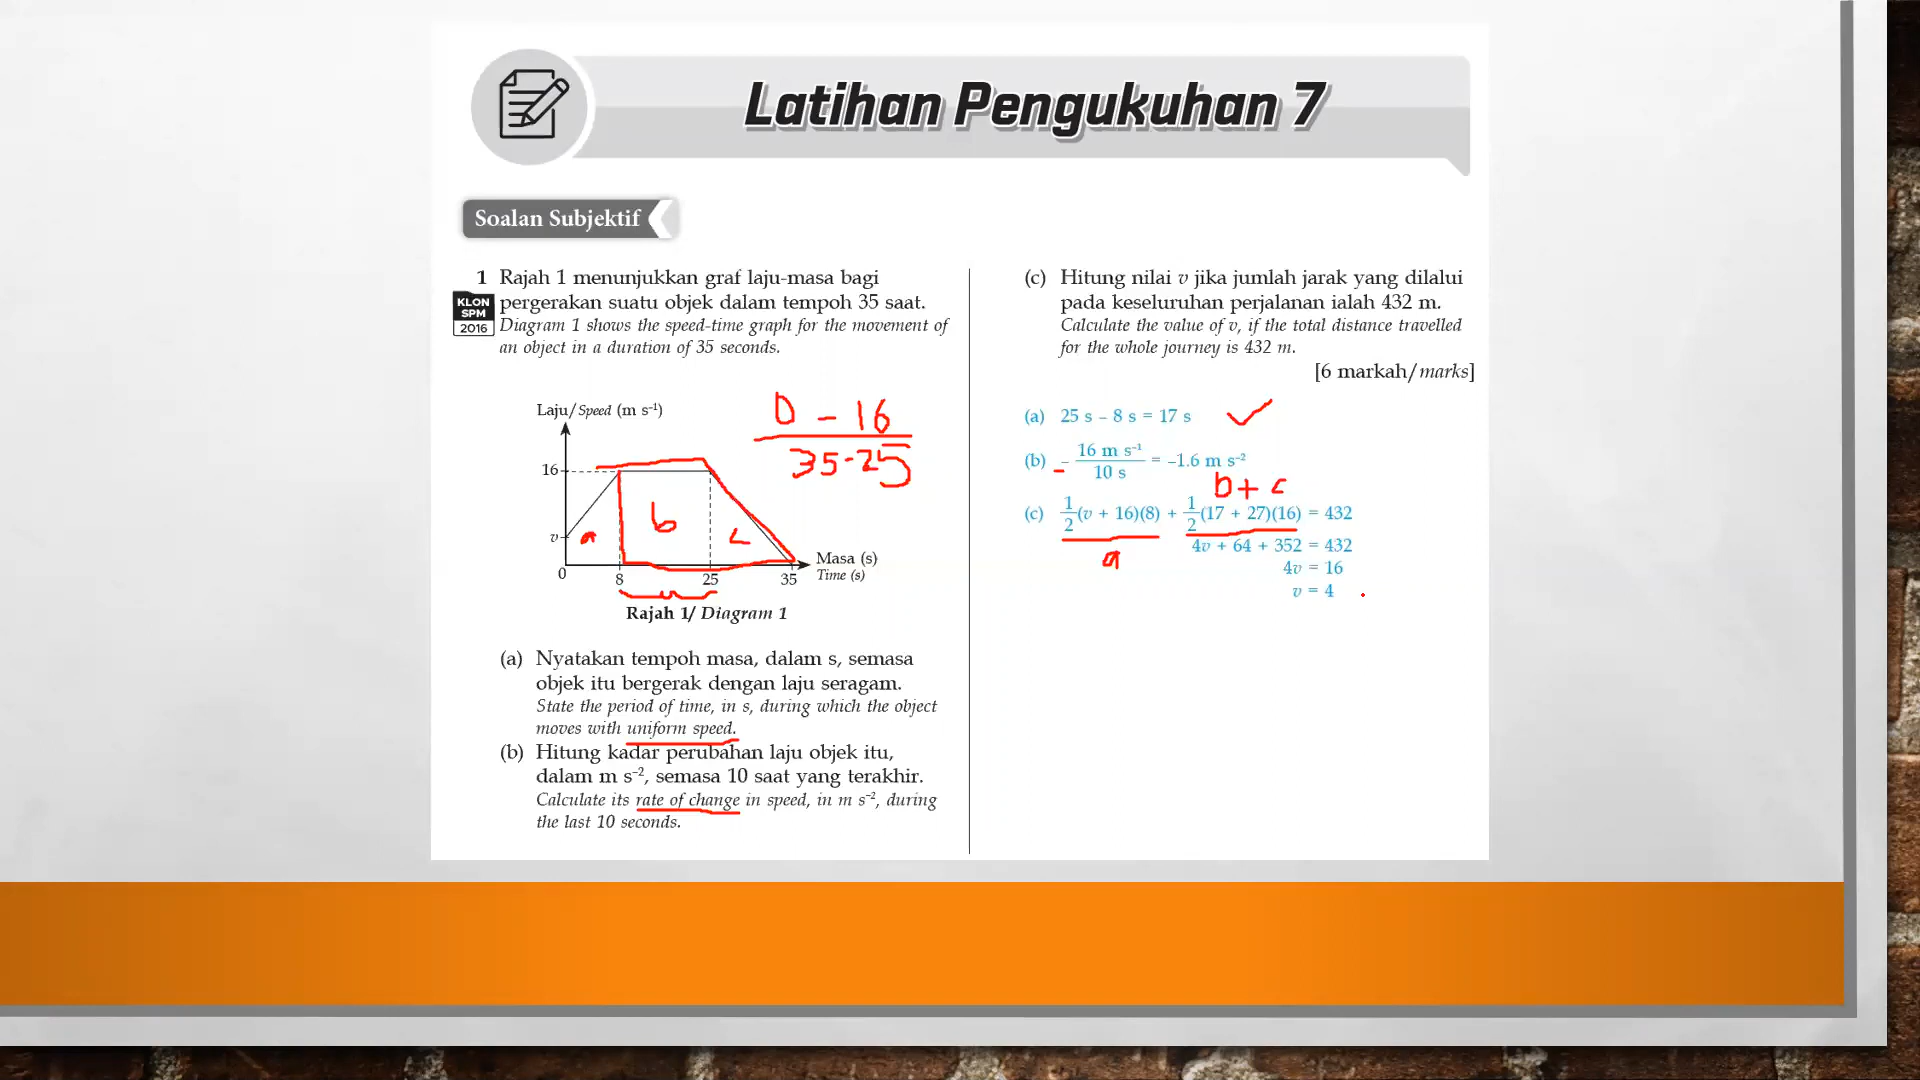 Latihan Pengukuhan 7
Soalan Subjektif
1 Rajah 1 menunjukkan graf laju-masa bagi
pergerakan suatu objek dalam tempoh 35 saat.
KLON
SPM
2016
Diagram 1 shows the speed-time graph for the movement of
an object in a duration of 35 seconds.
Laju/Speed (m s⁻¹)
0 – 16
35-25
16
v
a
b
c
0
8
25
35
Masa (s)
Time (s)
Rajah 1/ Diagram 1
(a) Nyatakan tempoh masa, dalam s, semasa
objek itu bergerak dengan laju seragam.
State the period of time, in s, during which the object
moves with uniform speed.
(b) Hitung kadar perubahan laju objek itu,
dalam m s⁻², semasa 10 saat yang terakhir.
Calculate its rate of change in speed, in m s⁻², during
the last 10 seconds.
(c) Hitung nilai v jika jumlah jarak yang dilalui
pada keseluruhan perjalanan ialah 432 m.
Calculate the value of v, if the total distance travelled
for the whole journey is 432 m.
[6 markah/marks]
(a) 25 s – 8 s = 17 s
(b) – 16 m s⁻¹ / 10 s = –1.6 m s⁻²
b+c
(c) 1/2 (v + 16)(8) + 1/2 (17 + 27)(16) = 432
a
4v + 64 + 352 = 432
4v = 16
v = 4